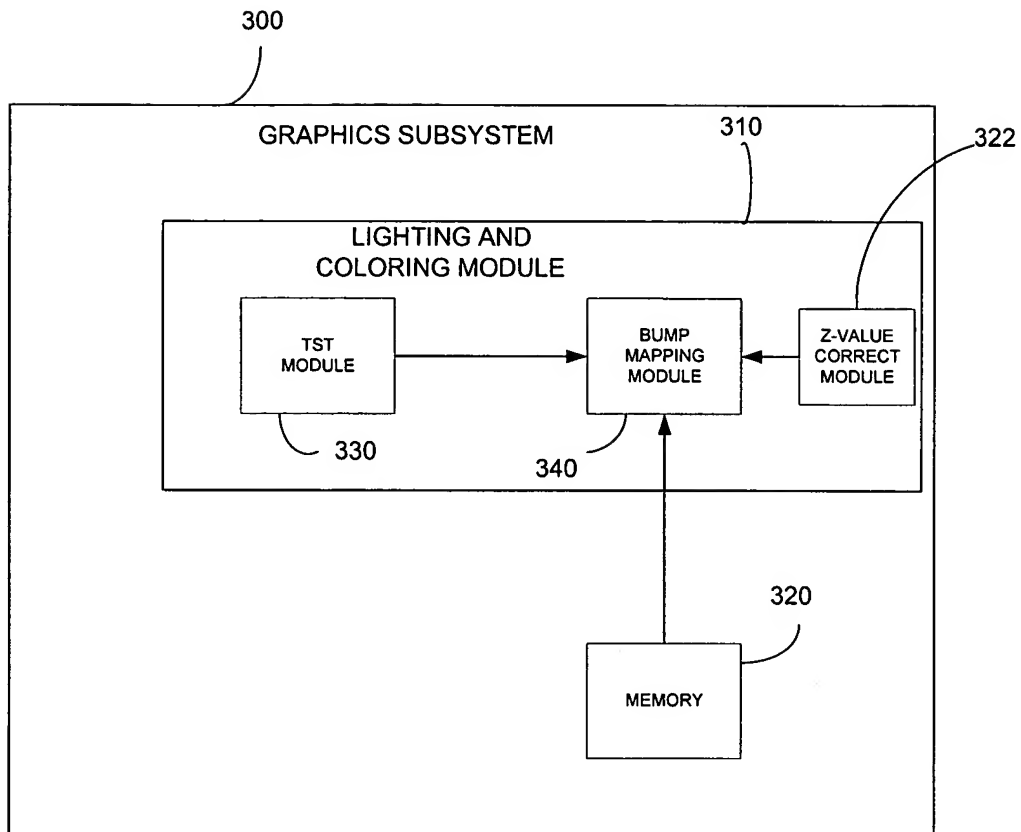 300
GRAPHICS SUBSYSTEM
310
322
LIGHTING AND
COLORING MODULE
TST
MODULE
BUMP
MAPPING
MODULE
Z-VALUE
CORRECT
MODULE
330
340
320
MEMORY